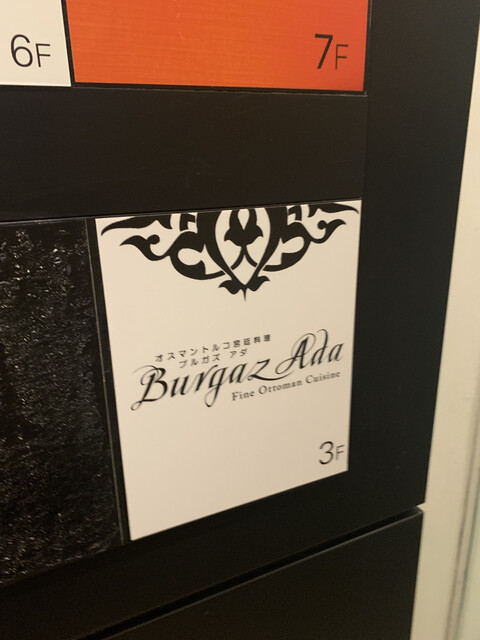 6F
7F
オスマントルコ宮廷料理
ブルガズ アダ
Burgaz Ada
Fine Ottoman Cuisine
3F